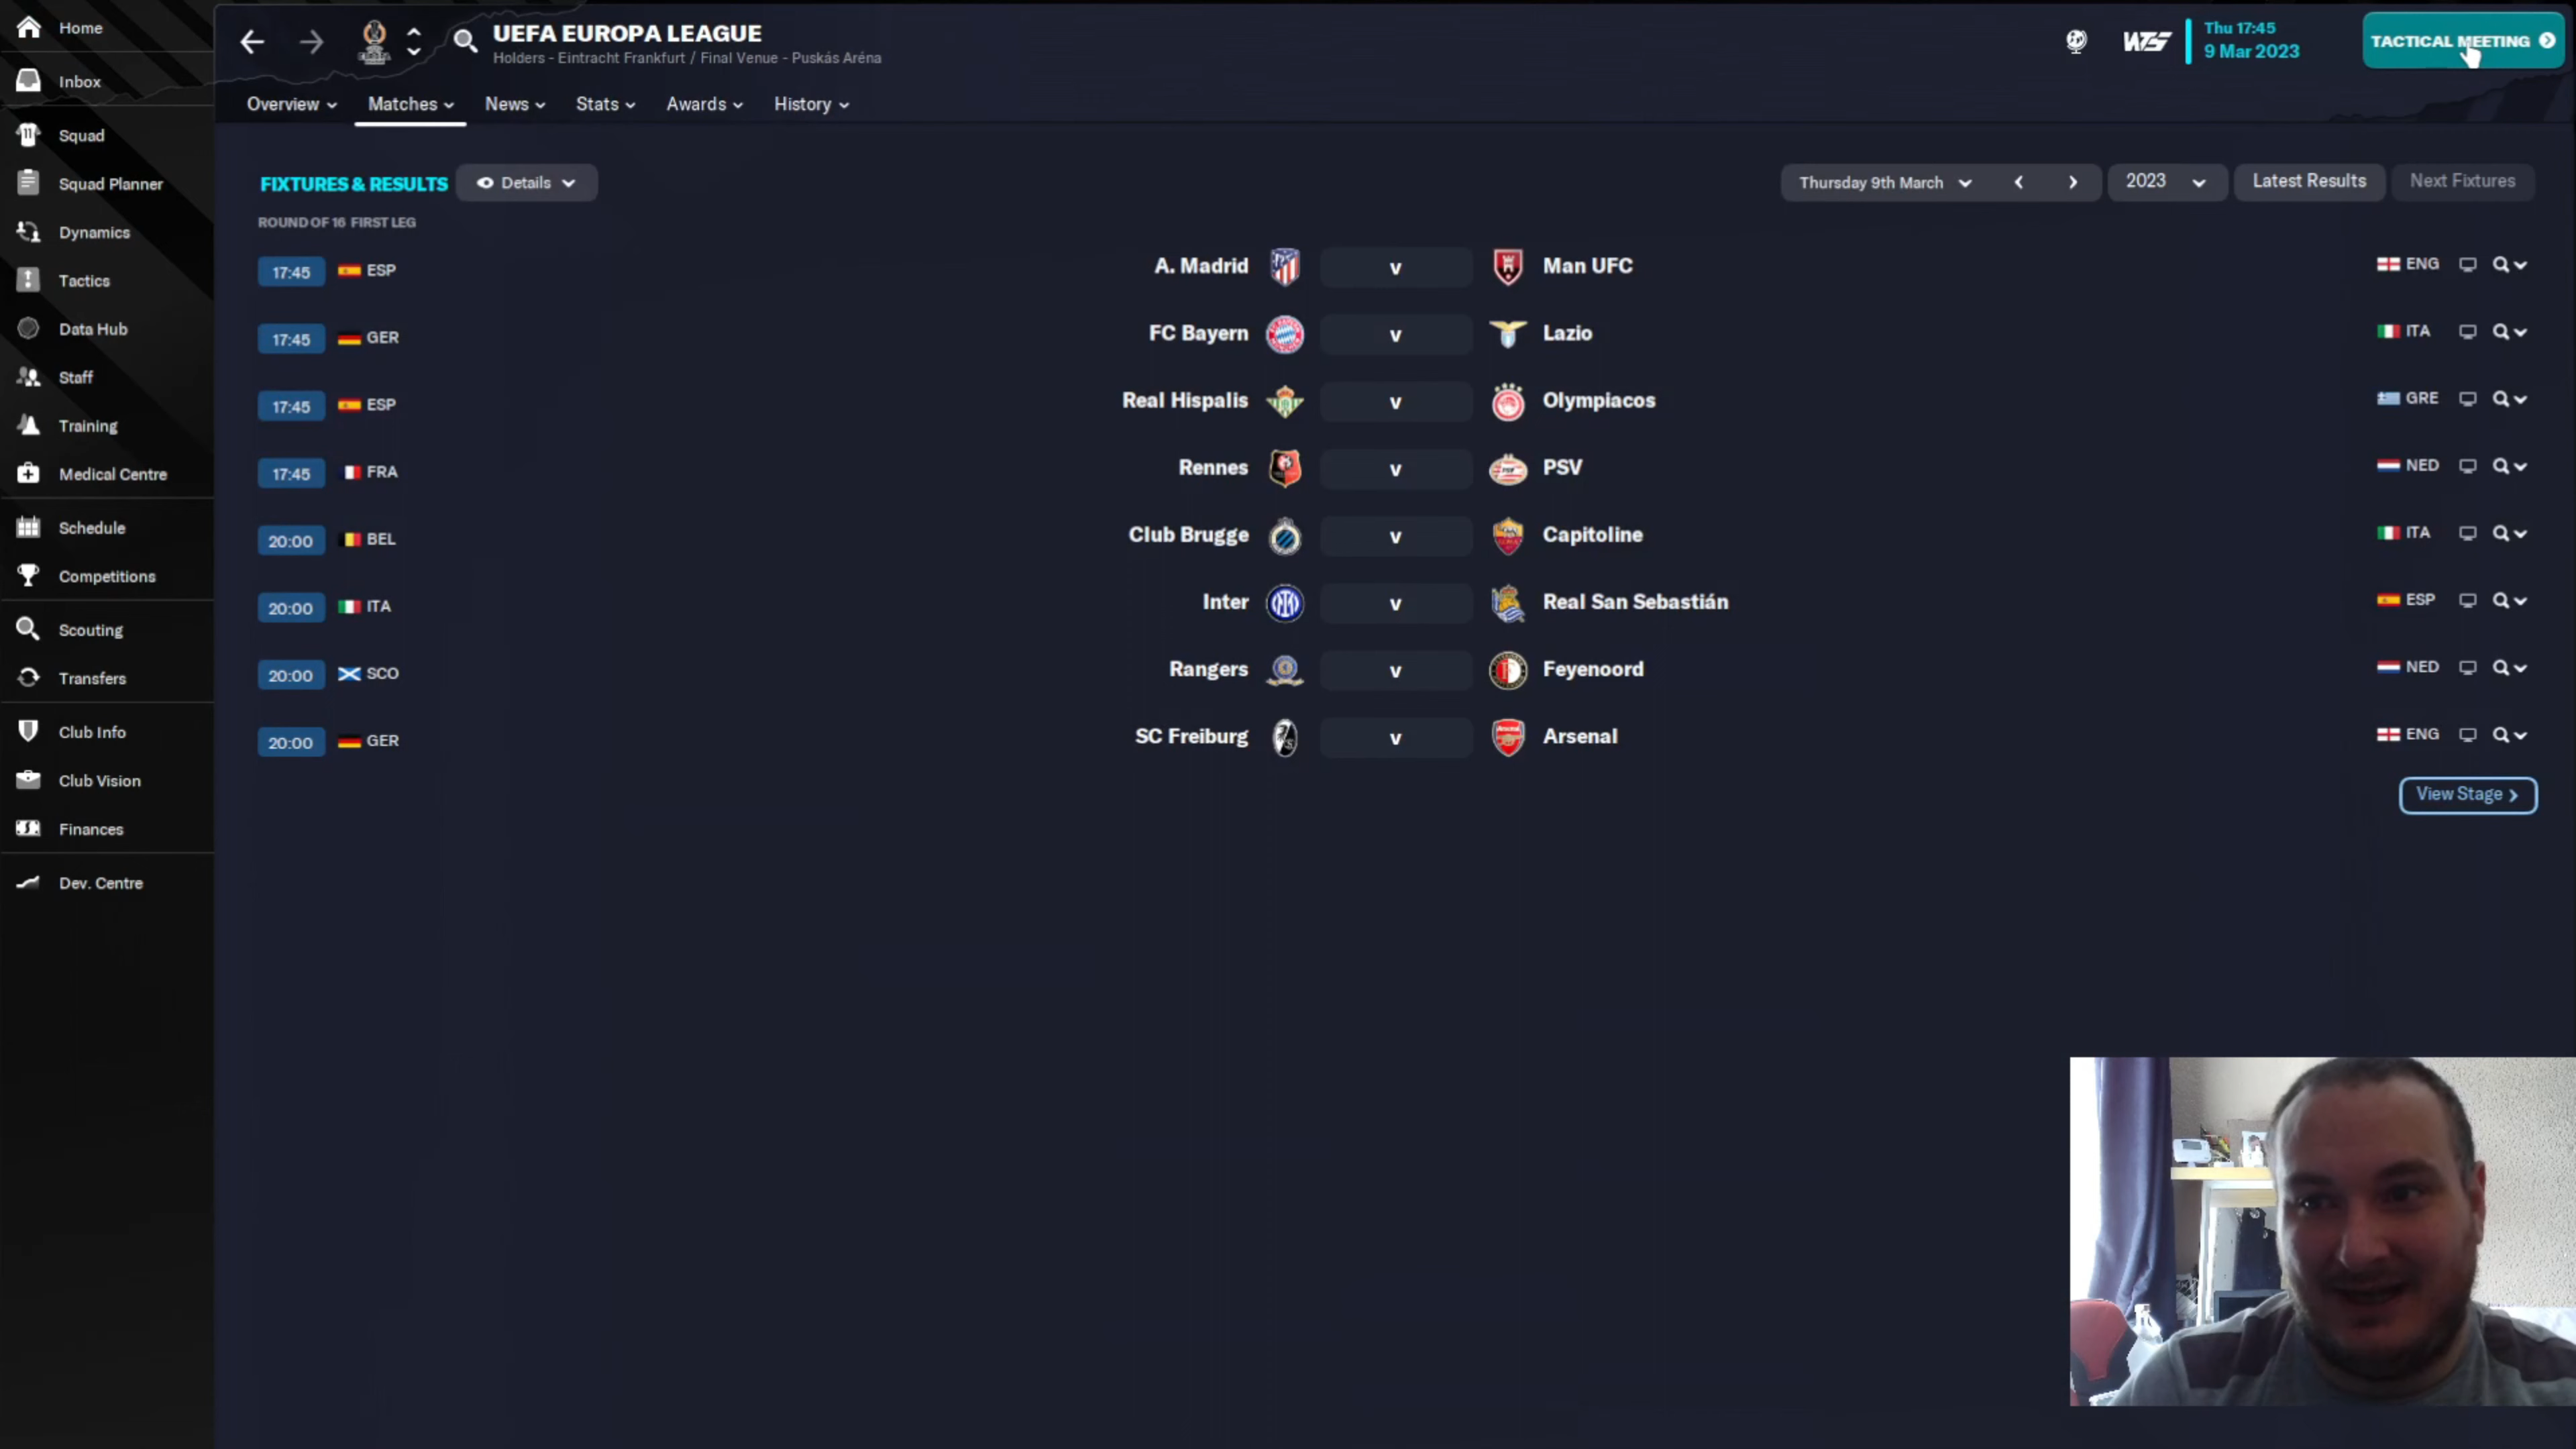 Home
Inbox
Squad
Squad Planner
Dynamics
Tactics
Data Hub
Staff
Training
Medical Centre
Schedule
Competitions
Scouting
Transfers
Club Info
Club Vision
Finances
Dev. Centre
UEFA EUROPA LEAGUE
Holders - Eintracht Frankfurt / Final Venue - Puskás Aréna
Thu 17:45
9 Mar 2023
TACTICAL MEETING
Overview Matches News Stats Awards History
FIXTURES & RESULTS Details Thursday 9th March 2023 Latest Results Next Fixtures
ROUND OF 16 FIRST LEG
17:45 ESP A. Madrid v Man UFC ENG
17:45 GER FC Bayern v Lazio ITA
17:45 ESP Real Hispalis v Olympiacos GRE
17:45 FRA Rennes v PSV NED
20:00 BEL Club Brugge v Capitoline ITA
20:00 ITA Inter v Real San Sebastián ESP
20:00 SCO Rangers v Feyenoord NED
20:00 GER SC Freiburg v Arsenal ENG
View Stage